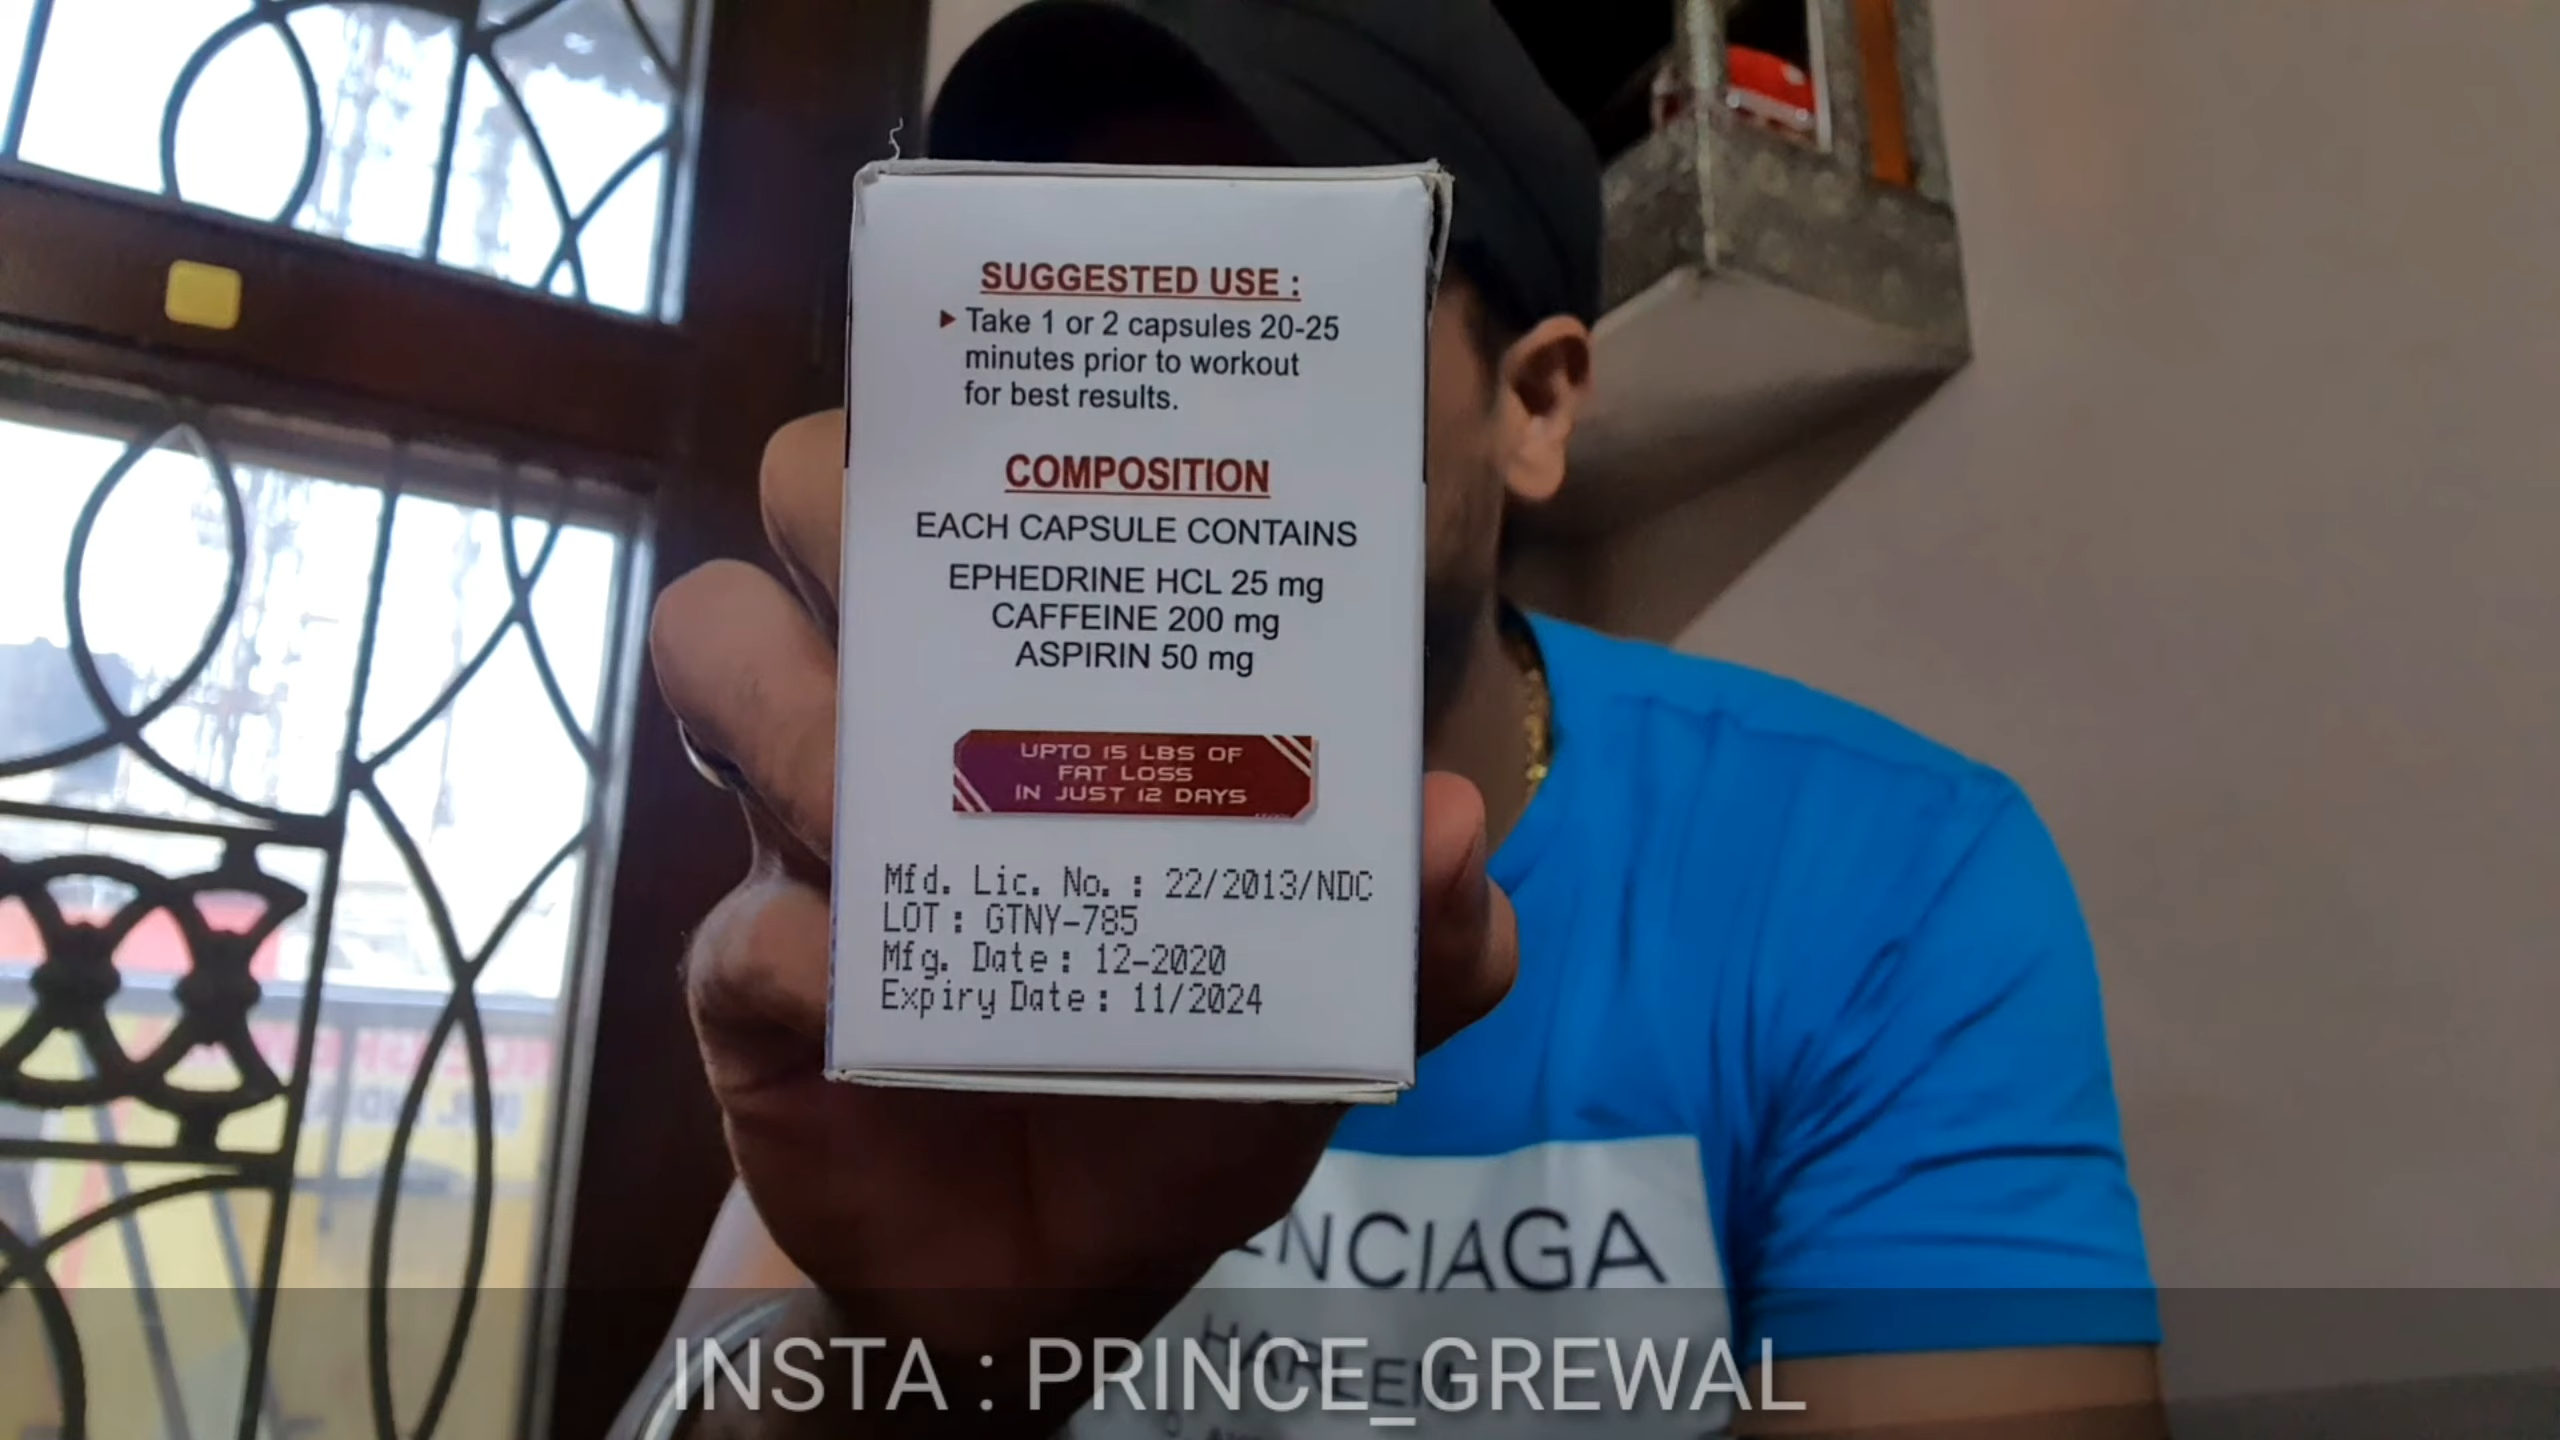 SUGGESTED USE :
Take 1 or 2 capsules 20-25
minutes prior to workout
for best results.
COMPOSITION
EACH CAPSULE CONTAINS
EPHEDRINE HCL 25 mg
CAFFEINE 200 mg
ASPIRIN 50 mg
UPTO 15 LBS OF
FAT LOSS
IN JUST 12 DAYS
Mfd. Lic. No. : 22/2013/NDC
LOT : GTNY-785
Mfg. Date : 12-2020
Expiry Date : 11/2024
ENCIAGA
HARLEM
INSTA : PRINCE_GREWAL